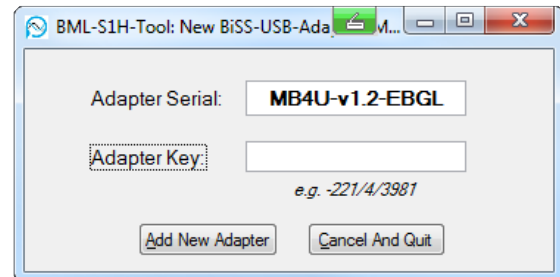 BML-S1H-Tool: New BiSS-USB-Ada M...
Adapter Serial: MB4U-v1.2-EBGL
Adapter Key:
e.g. -221/4/3981
Add New Adapter Cancel And Quit